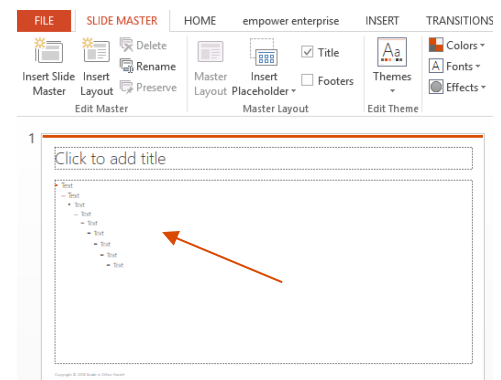 FILE SLIDE MASTER HOME empower enterprise INSERT TRANSITIONS
Insert Slide Master
Insert Layout
Delete
Rename
Preserve
Edit Master
Master Layout
Insert Placeholder
Title
Footers
Master Layout
Aa
Themes
Colors
A Fonts
Effects
Edit Theme
1
Click to add title
• Text
– Text
• Text
– Text
– Text
– Text
– Text
– Text
– Text